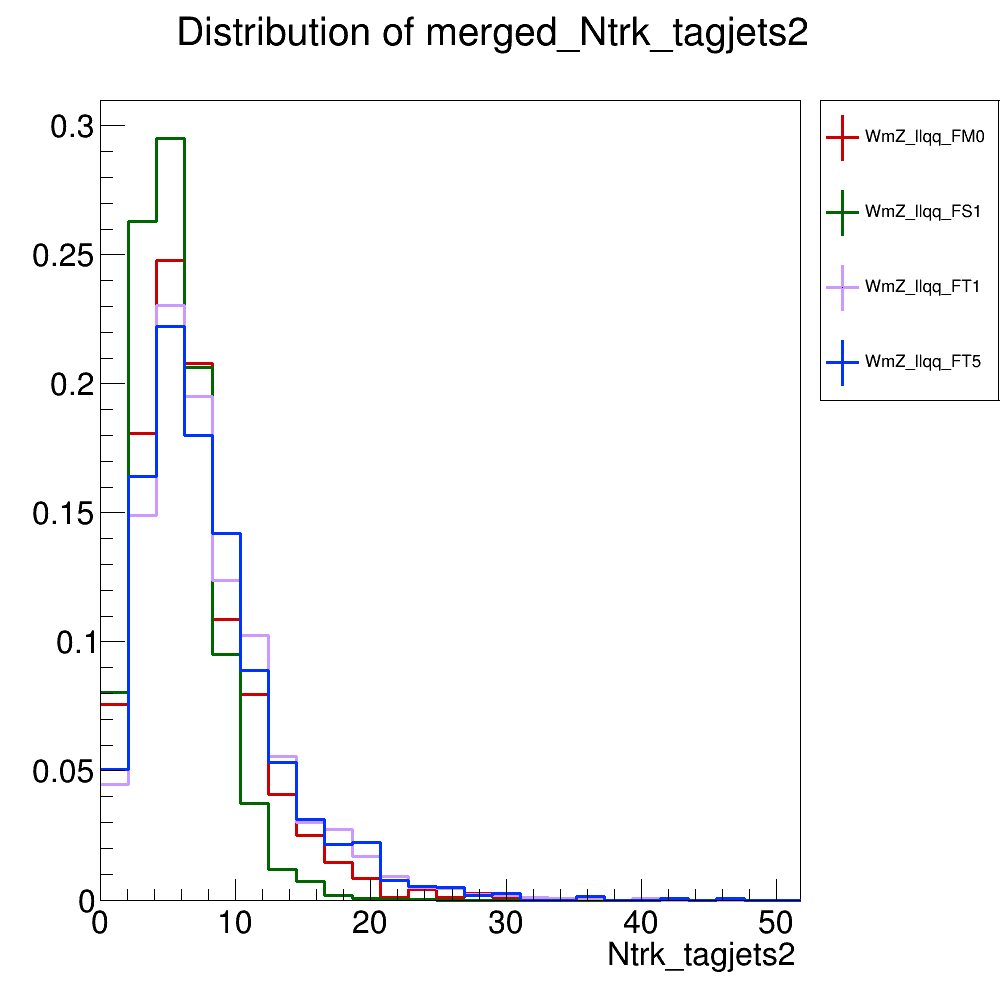 Distribution of merged_Ntrk_tagjets2
WmZ_llqq_FM0
WmZ_llqq_FS1
WmZ_llqq_FT1
WmZ_llqq_FT5
0.3
0.25
0.2
0.15
0.1
0.05
0
0 10 20 30 40 50
Ntrk_tagjets2